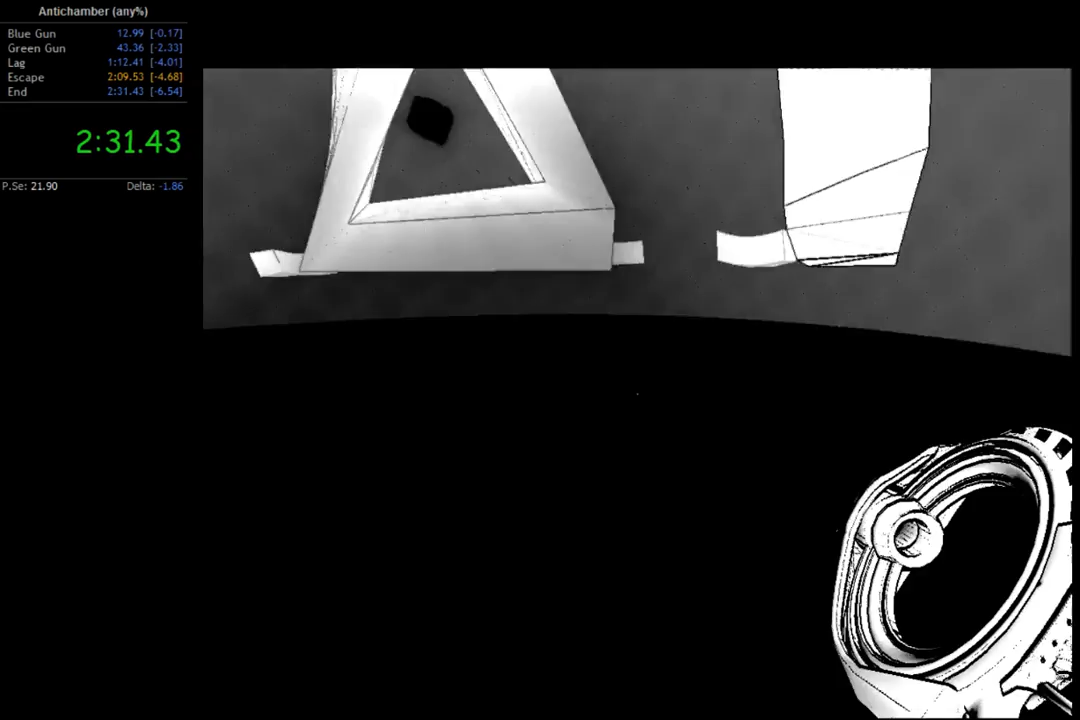 Antichamber (any%)
Blue Gun 12.99 [-0.17]
Green Gun 43.36 [-2.33]
Lag 1:12.41 [-4.01]
Escape 2:09.53 [-4.68]
End 2:31.43 [-6.54]
2:31.43
P.Se: 21.90 Delta: -1.86